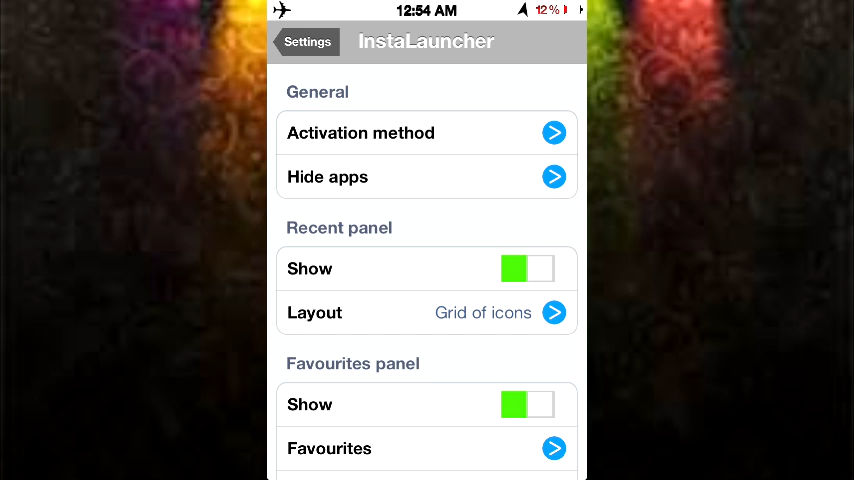 12:54 AM 12%
Settings InstaLauncher
General
Activation method
Hide apps
Recent panel
Show
Layout Grid of icons
Favourites panel
Show
Favourites